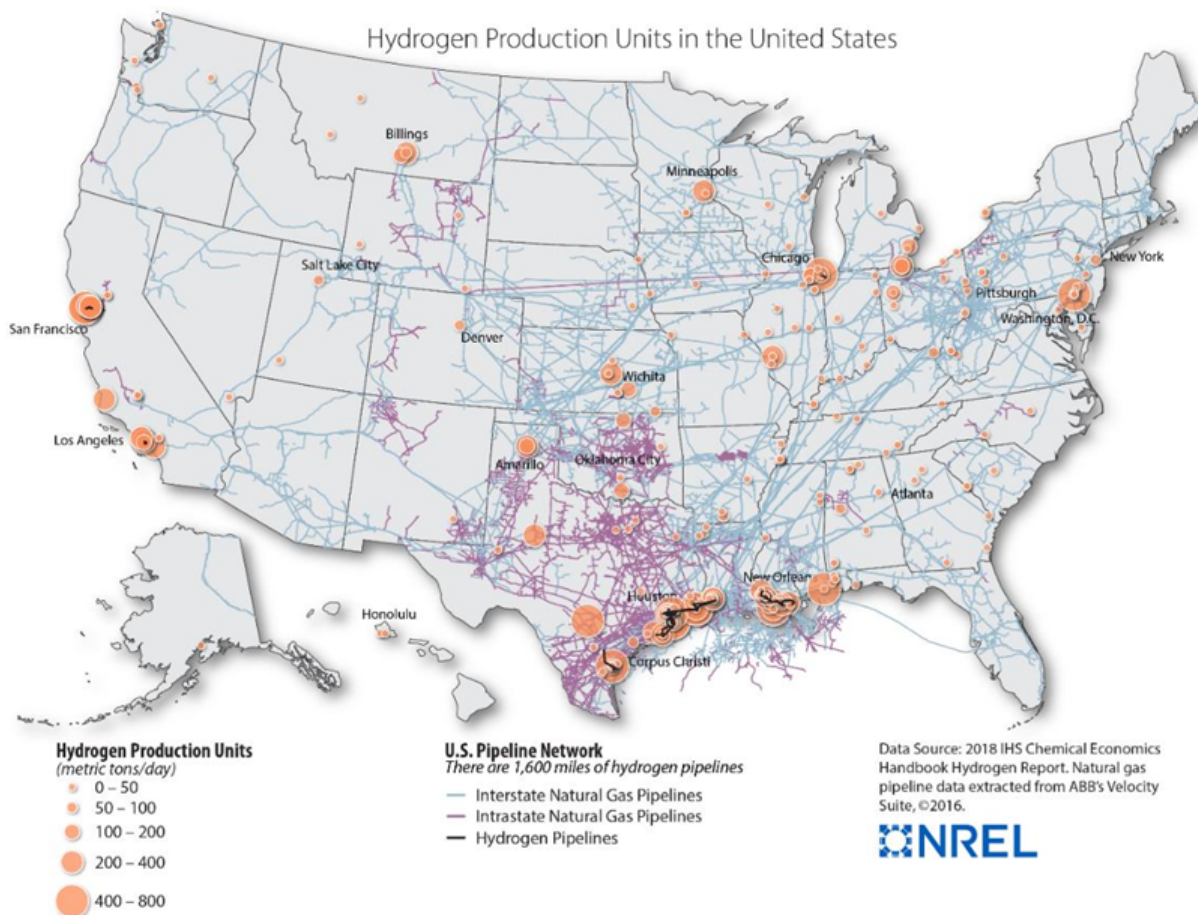 Hydrogen Production Units in the United States
Billings
Minneapolis
Chicago
New York
Salt Lake City
Pittsburgh
Washington, D.C.
San Francisco
Denver
Wichita
Los Angeles
Amarillo
Oklahoma City
Atlanta
New Orlean
Houston
Honolulu
Corpus Christi
Hydrogen Production Units
(metric tons/day)
0 – 50
50 – 100
100 – 200
200 – 400
400 – 800
U.S. Pipeline Network
There are 1,600 miles of hydrogen pipelines
Interstate Natural Gas Pipelines
Intrastate Natural Gas Pipelines
Hydrogen Pipelines
Data Source: 2018 IHS Chemical Economics
Handbook Hydrogen Report. Natural gas
pipeline data extracted from ABB's Velocity
Suite, ©2016.
NREL